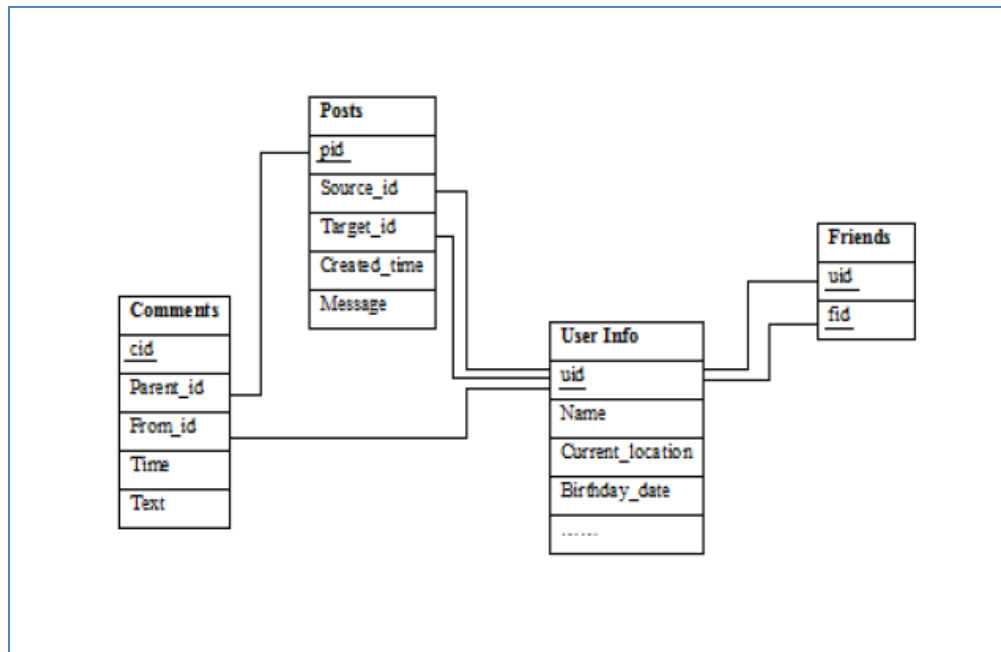 Posts
pid
Source_id
Target_id
Created_time
Message
Comments
cid
Parent_id
From_id
Time
Text
User Info
uid
Name
Current_location
Birthday_date
......
Friends
uid
fid